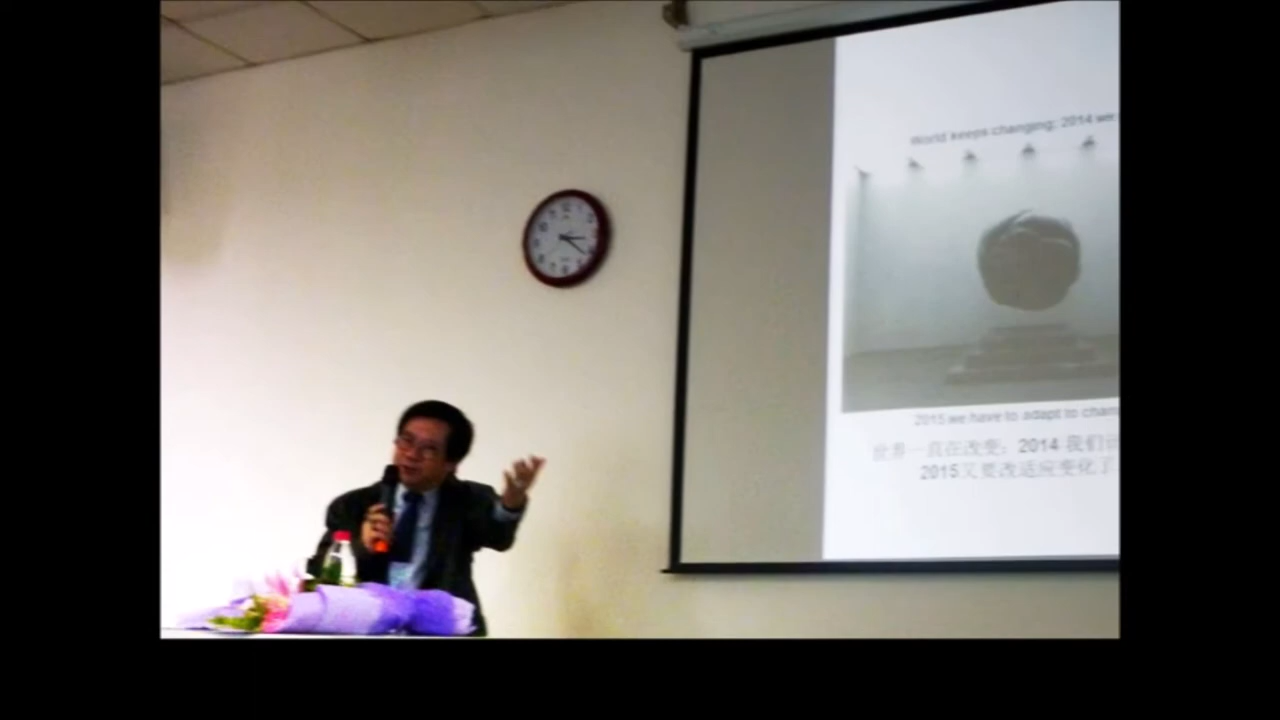 World keeps changing; 2014 we
2015 we have to adapt to chan
世界一直在改变；2014 我们
2015又要改适应变化了